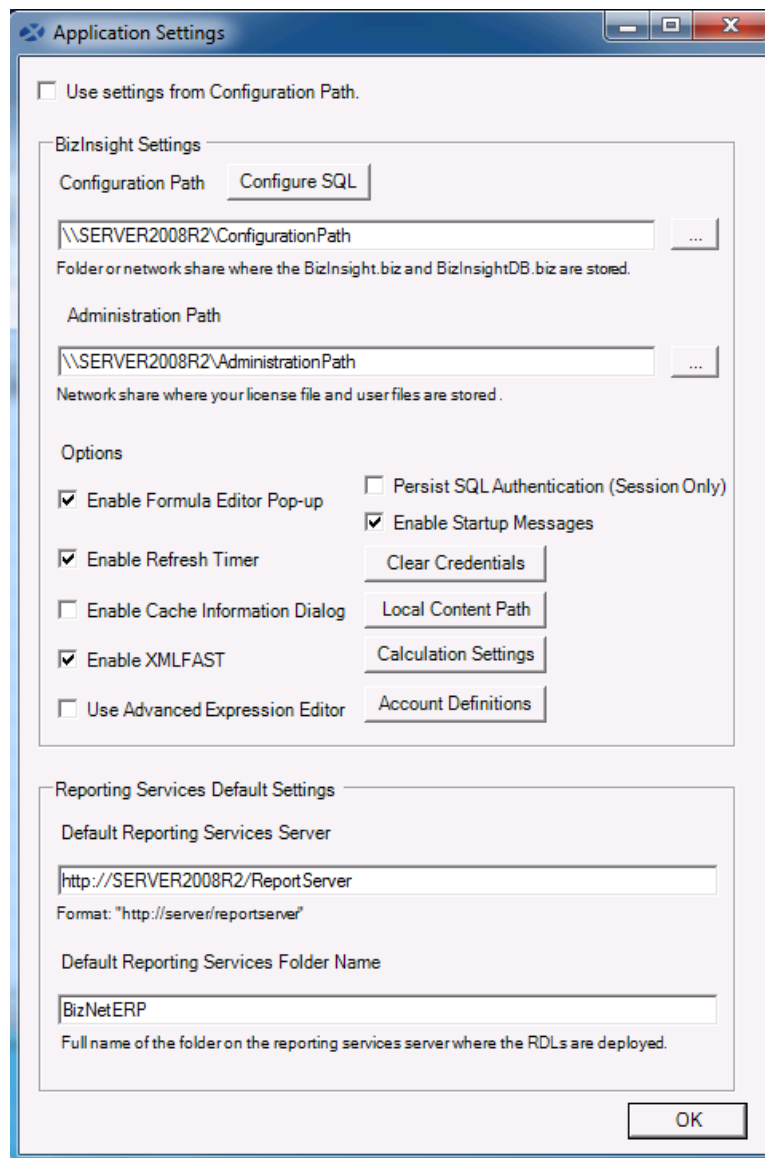 Application Settings
Use settings from Configuration Path.
BizInsight Settings
Configuration Path
Configure SQL
\\SERVER2008R2\ConfigurationPath
...
Folder or network share where the BizInsight.biz and BizInsightDB.biz are stored.
Administration Path
\\SERVER2008R2\AdministrationPath
...
Network share where your license file and user files are stored .
Options
Enable Formula Editor Pop-up
Persist SQL Authentication (Session Only)
Enable Startup Messages
Enable Refresh Timer
Clear Credentials
Enable Cache Information Dialog
Local Content Path
Enable XMLFAST
Calculation Settings
Use Advanced Expression Editor
Account Definitions
Reporting Services Default Settings
Default Reporting Services Server
http://SERVER2008R2/ReportServer
Format: "http://server/reportserver"
Default Reporting Services Folder Name
BizNetERP
Full name of the folder on the reporting services server where the RDLs are deployed.
OK